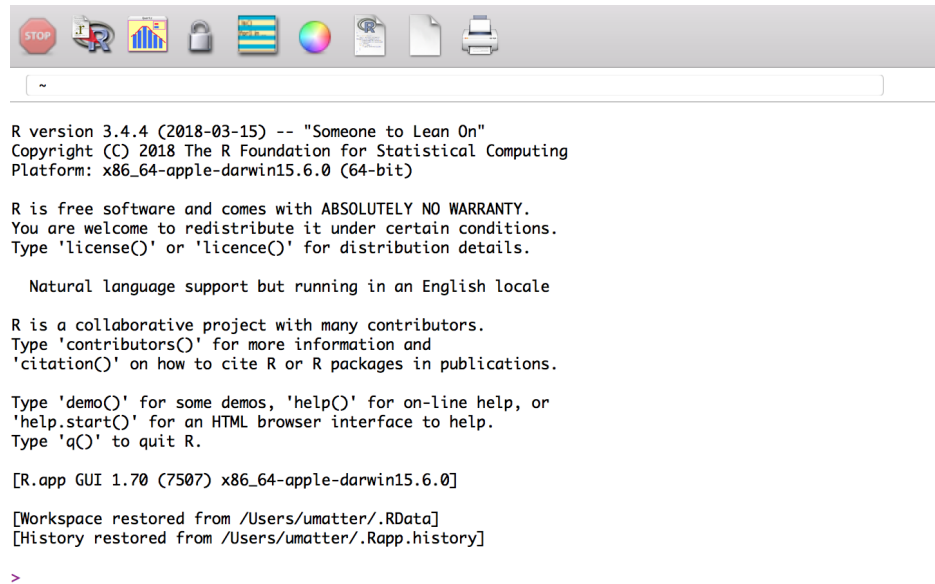 STOP
R
R
~
R version 3.4.4 (2018-03-15) -- "Someone to Lean On"
Copyright (C) 2018 The R Foundation for Statistical Computing
Platform: x86_64-apple-darwin15.6.0 (64-bit)
R is free software and comes with ABSOLUTELY NO WARRANTY.
You are welcome to redistribute it under certain conditions.
Type 'license()' or 'licence()' for distribution details.
Natural language support but running in an English locale
R is a collaborative project with many contributors.
Type 'contributors()' for more information and
'citation()' on how to cite R or R packages in publications.
Type 'demo()' for some demos, 'help()' for on-line help, or
'help.start()' for an HTML browser interface to help.
Type 'q()' to quit R.
[R.app GUI 1.70 (7507) x86_64-apple-darwin15.6.0]
[Workspace restored from /Users/umatter/.RData]
[History restored from /Users/umatter/.Rapp.history]
>